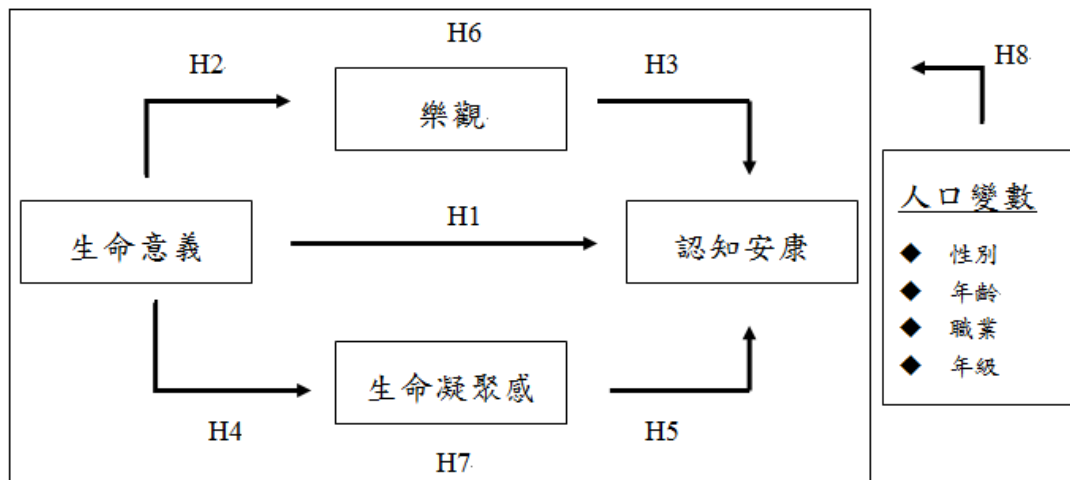 H6
H2
H3
H8
樂觀
人口變數
生命意義
H1
認知安康
◆ 性別
◆ 年齡
◆ 職業
◆ 年級
生命凝聚感
H4
H5
H7